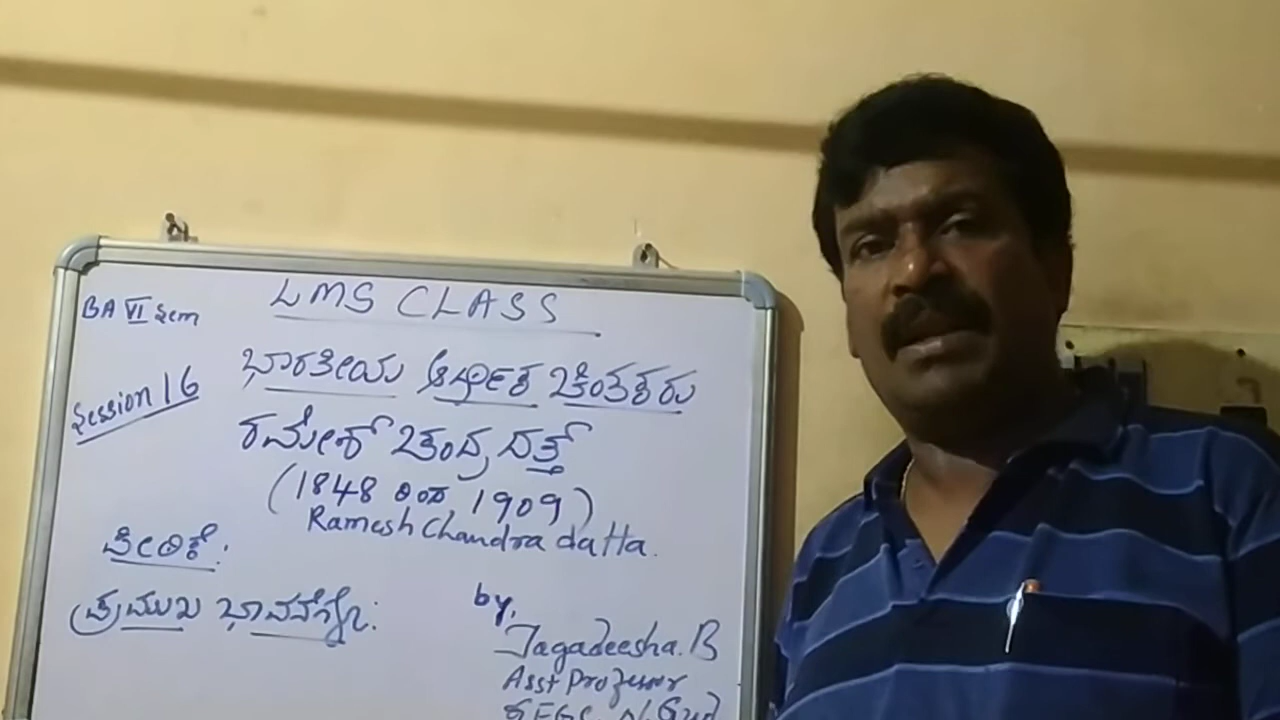 LMS CLASS
BA VI Sem
ಭಾರತೀಯ ಆರ್ಥಿಕ ಚಿಂತಕರು
Session 16
ರಮೇಶ್ ಚಂದ್ರ ದತ್ತ್
(1848 ರಿಂದ 1909)
Ramesh Chandra datta.
ಪೀಠಿಕೆ:
ಪ್ರಮುಖ ಭಾವನೆಗಳು:
by,
Jagadeesha. B
Asst Professor